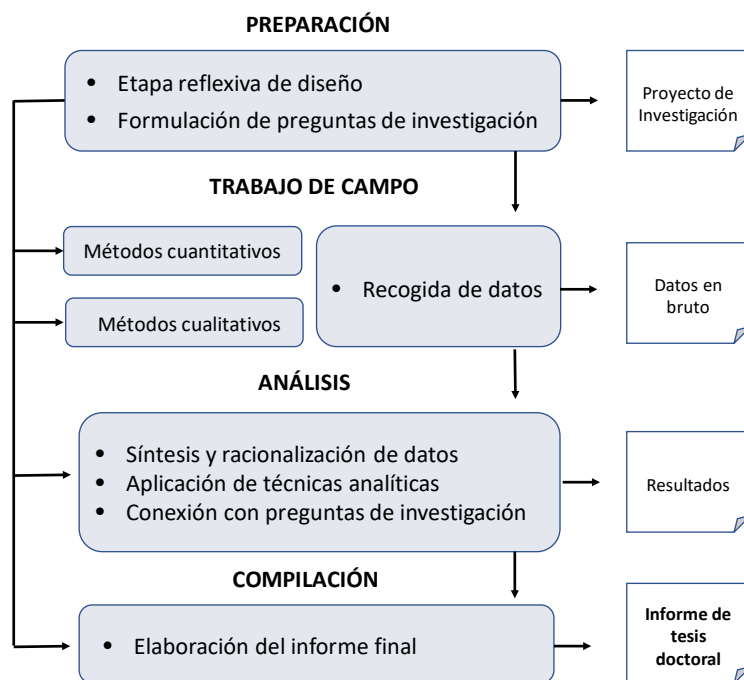 PREPARACIÓN
• Etapa reflexiva de diseño
• Formulación de preguntas de investigación
Proyecto de
Investigación
TRABAJO DE CAMPO
Métodos cuantitativos
Métodos cualitativos
• Recogida de datos
Datos en
bruto
ANÁLISIS
• Síntesis y racionalización de datos
• Aplicación de técnicas analíticas
• Conexión con preguntas de investigación
Resultados
COMPILACIÓN
• Elaboración del informe final
Informe de
tesis
doctoral